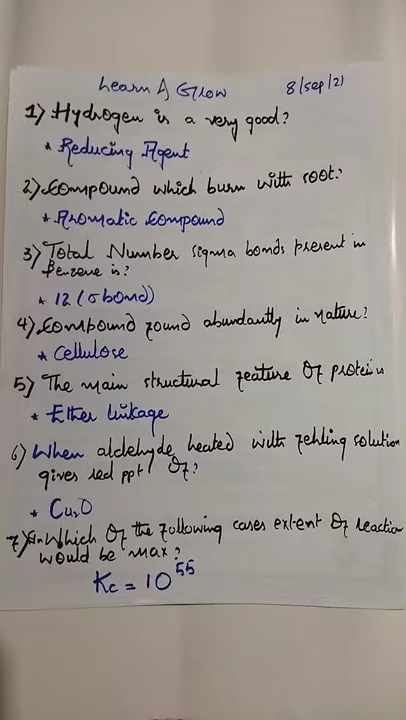 Learn A Grow 8/sep/21
1) Hydrogen is a very good?
* Reducing Agent
2) Compound which burn with soot?
* Aromatic Compound
3) Total Number sigma bonds present in
Benzene is?
* 12 (σ bond)
4) Compound found abundantly in nature?
* Cellulose
5) The main structural feature Of protein is
* Ether linkage
6) When aldehyde heated with fehling solution
gives red ppt Of?
* Cu₂O
7) Which Of the following cases extent Of reaction
would be max?
Kc = 10⁵⁵